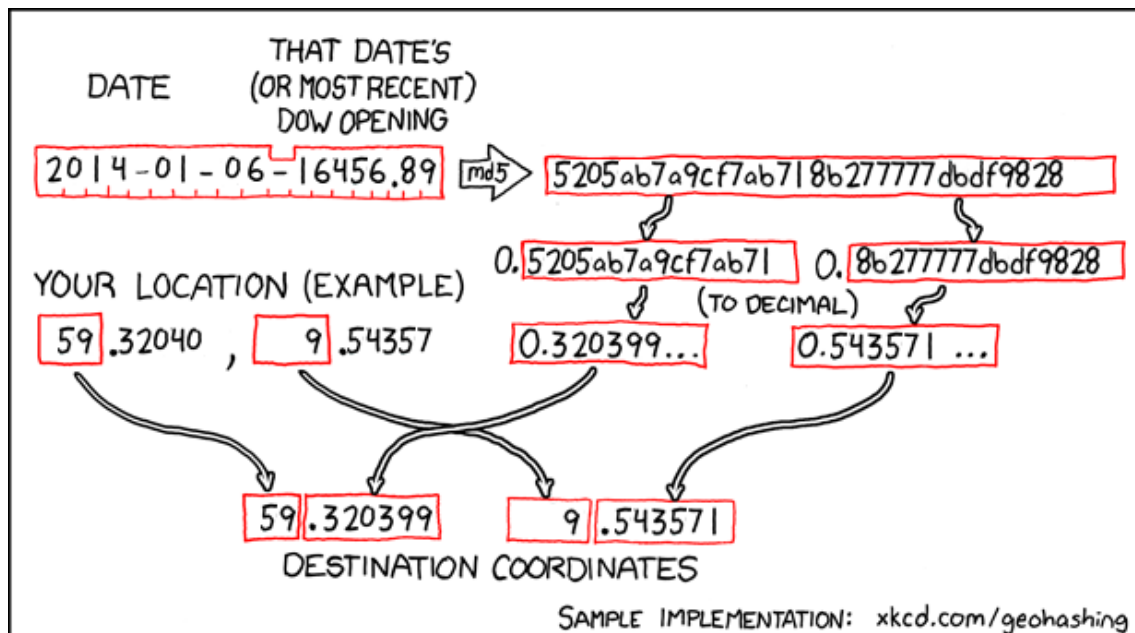 DATE
THAT DATE'S
(OR MOST RECENT)
DOW OPENING
2014-01-06-16456.89
md5
5205ab7a9cf7ab718b277777dbdf9828
0.5205ab7a9cf7ab71
0.8b277777dbdf9828
YOUR LOCATION (EXAMPLE)
(TO DECIMAL)
59.32040, 9.54357
0.320399...
0.543571 ...
59.320399
9.543571
DESTINATION COORDINATES
SAMPLE IMPLEMENTATION: xkcd.com/geohashing